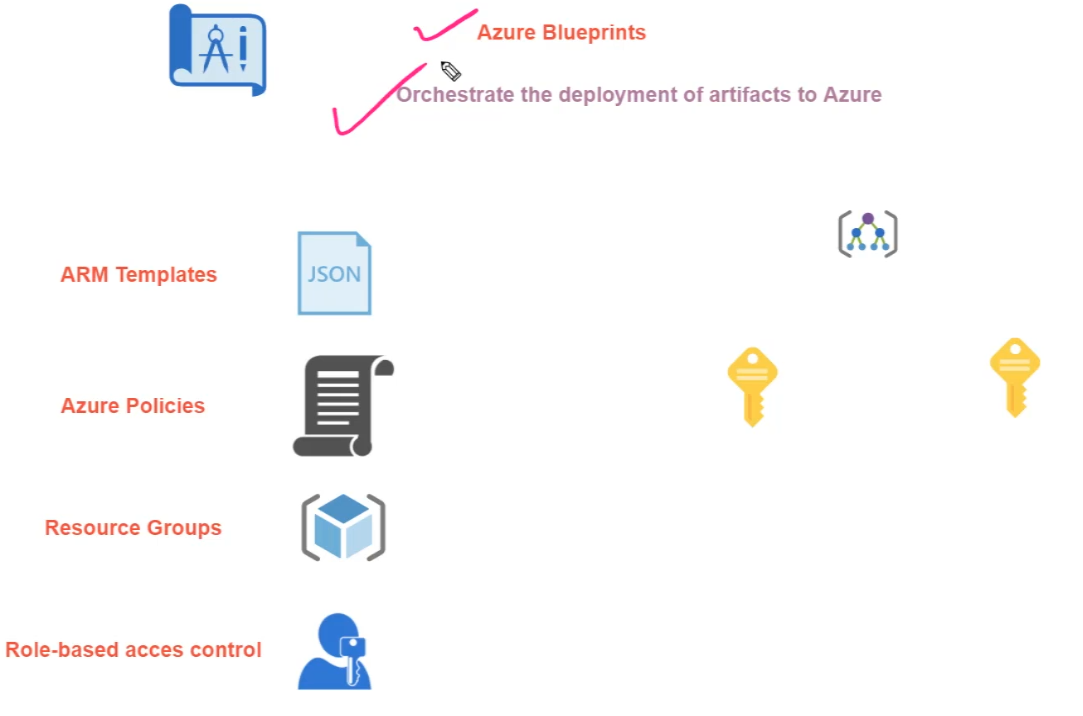 Azure Blueprints
Orchestrate the deployment of artifacts to Azure
ARM Templates
JSON
Azure Policies
Resource Groups
Role-based acces control